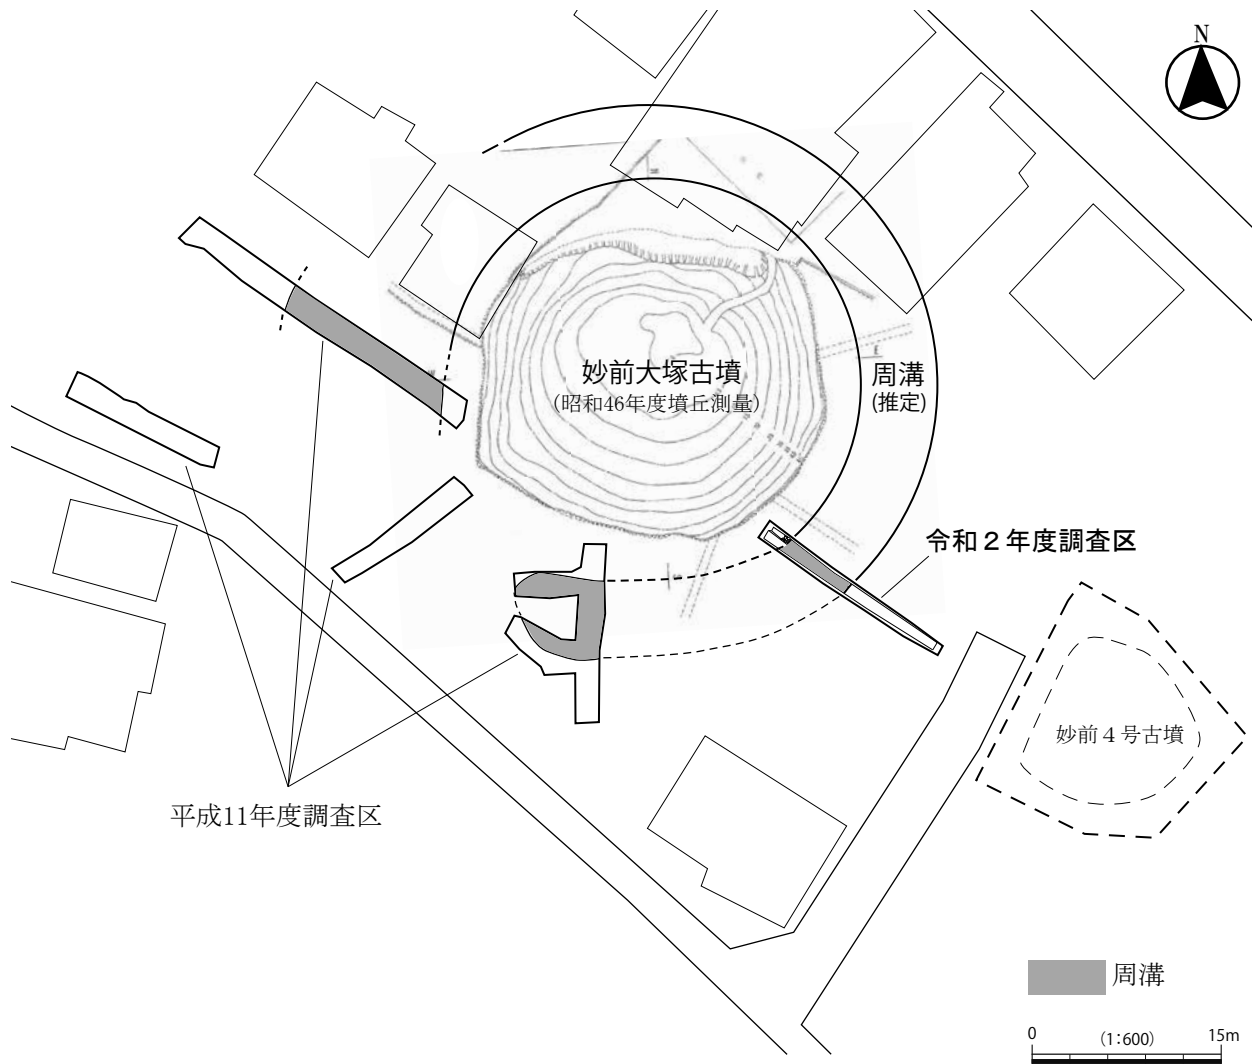 N
妙前大塚古墳
(昭和46年度墳丘測量)
周溝
(推定)
令和２年度調査区
妙前４号古墳
平成11年度調査区
周溝
0 (1:600) 15m